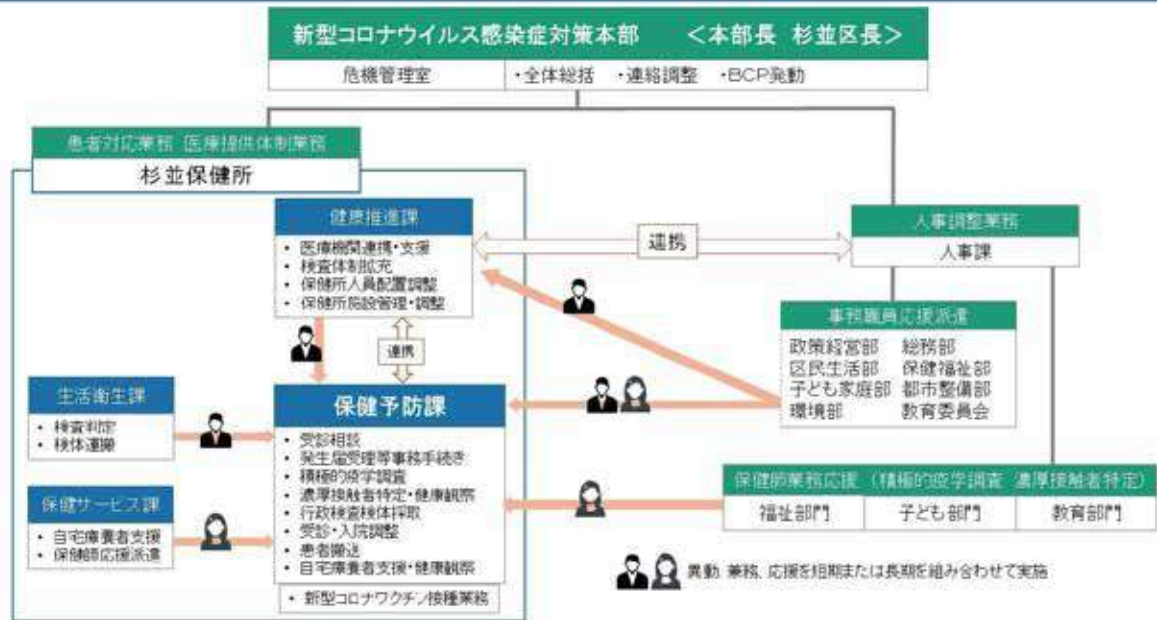 新型コロナウイルス感染症対策本部 <本部長 杉並区長>
危機管理室 ・全体総括 ・連絡調整 ・BCP発動
患者対応業務 医療提供体制業務
杉並保健所
健康推進課
・ 医療機関連携・支援
・ 検査体制拡充
・ 保健所人員配置調整
・ 保健所施設管理・調整
連携
人事調整業務
人事課
連携
事務職員応援派遣
政策経営部 総務部
区民生活部 保健福祉部
子ども家庭部 都市整備部
環境部 教育委員会
生活衛生課
・ 検査判定
・ 検体運搬
保健サービス課
・ 自宅療養者支援
・ 保健師応援派遣
保健予防課
・ 受診相談
・ 発生届受理等事務手続き
・ 積極的疫学調査
・ 濃厚接触者特定・健康観察
・ 行政検査検体採取
・ 受診・入院調整
・ 患者搬送
・ 自宅療養者支援・健康観察
・ 新型コロナワクチン接種業務
保健師業務応援 (積極的疫学調査 濃厚接触者特定)
福祉部門 子ども部門 教育部門
異動、兼務、応援を短期または長期を組み合わせて実施